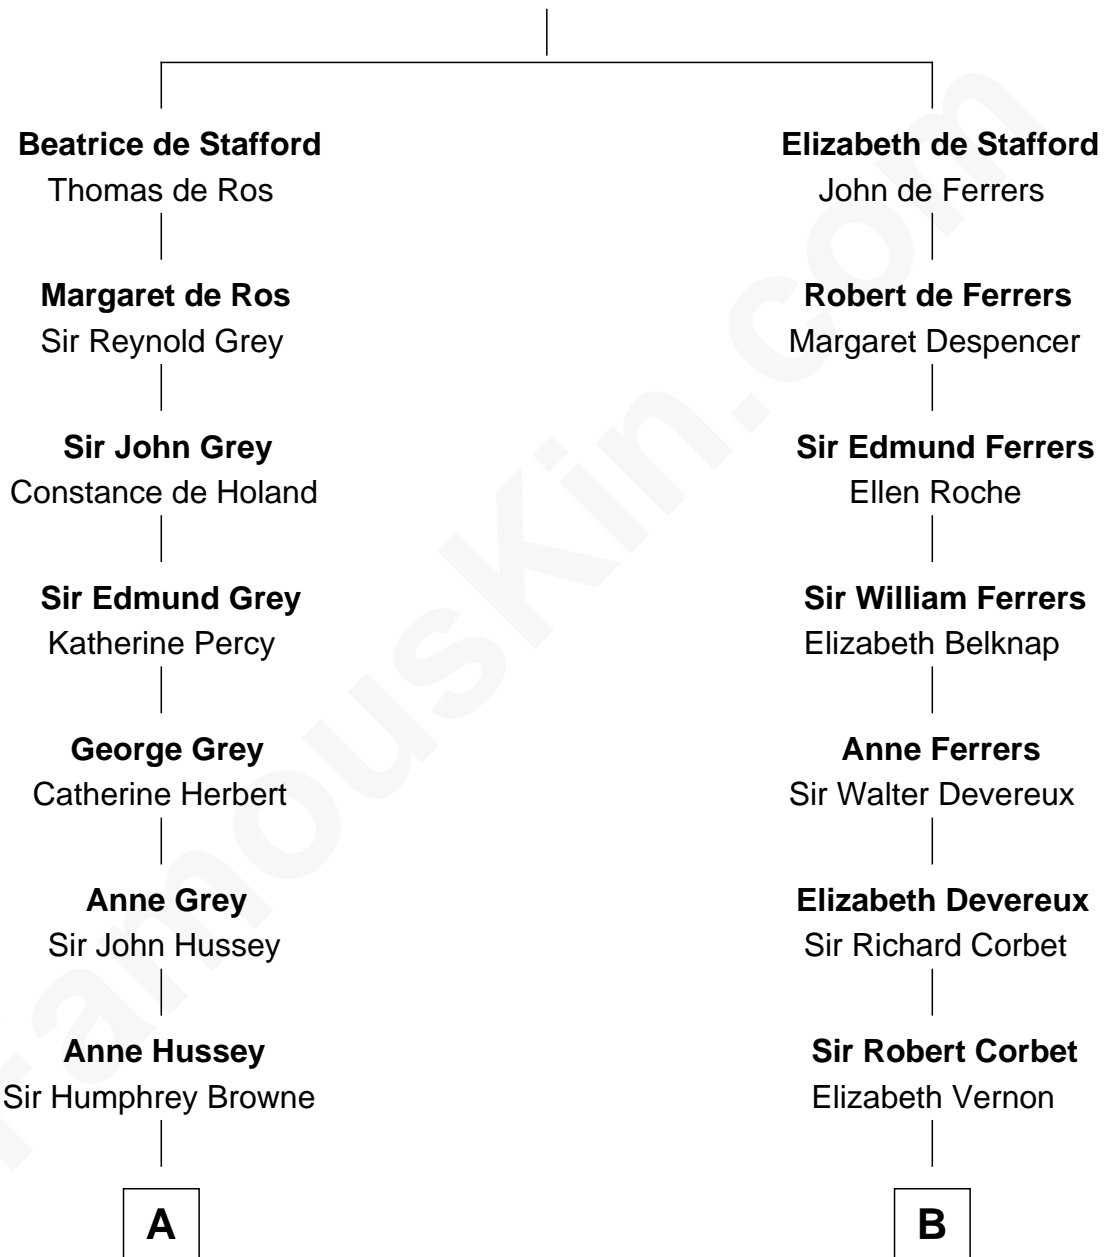 Beatrice de Stafford
Thomas de Ros
Elizabeth de Stafford
John de Ferrers
Margaret de Ros
Sir Reynold Grey
Robert de Ferrers
Margaret Despencer
Sir John Grey
Constance de Holand
Sir Edmund Ferrers
Ellen Roche
Sir Edmund Grey
Katherine Percy
Sir William Ferrers
Elizabeth Belknap
George Grey
Catherine Herbert
Anne Ferrers
Sir Walter Devereux
Anne Grey
Sir John Hussey
Elizabeth Devereux
Sir Richard Corbet
Anne Hussey
Sir Humphrey Browne
Sir Robert Corbet
Elizabeth Vernon
A
B
FamousKin.com